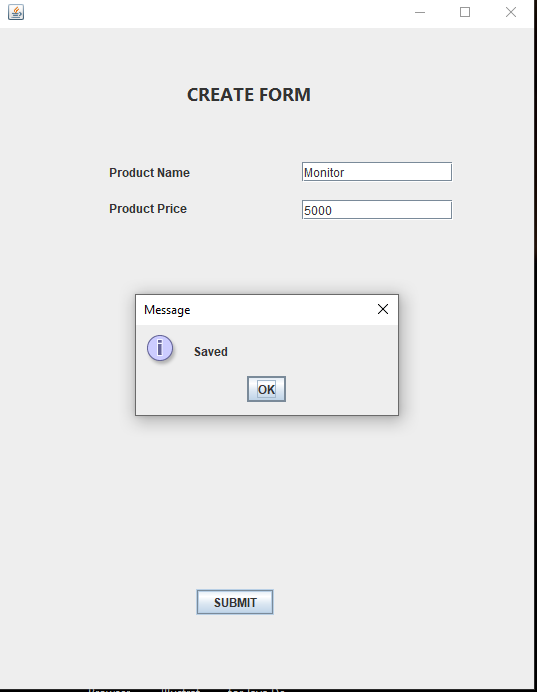 CREATE FORM
Product Name Monitor
Product Price 5000
Message
Saved
OK
SUBMIT